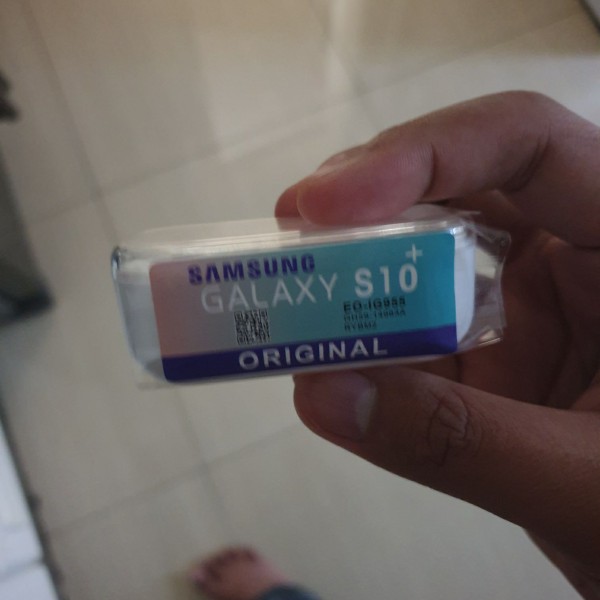 SAMSUNG
GALAXY S10+
EO-IG955
ORIGINAL